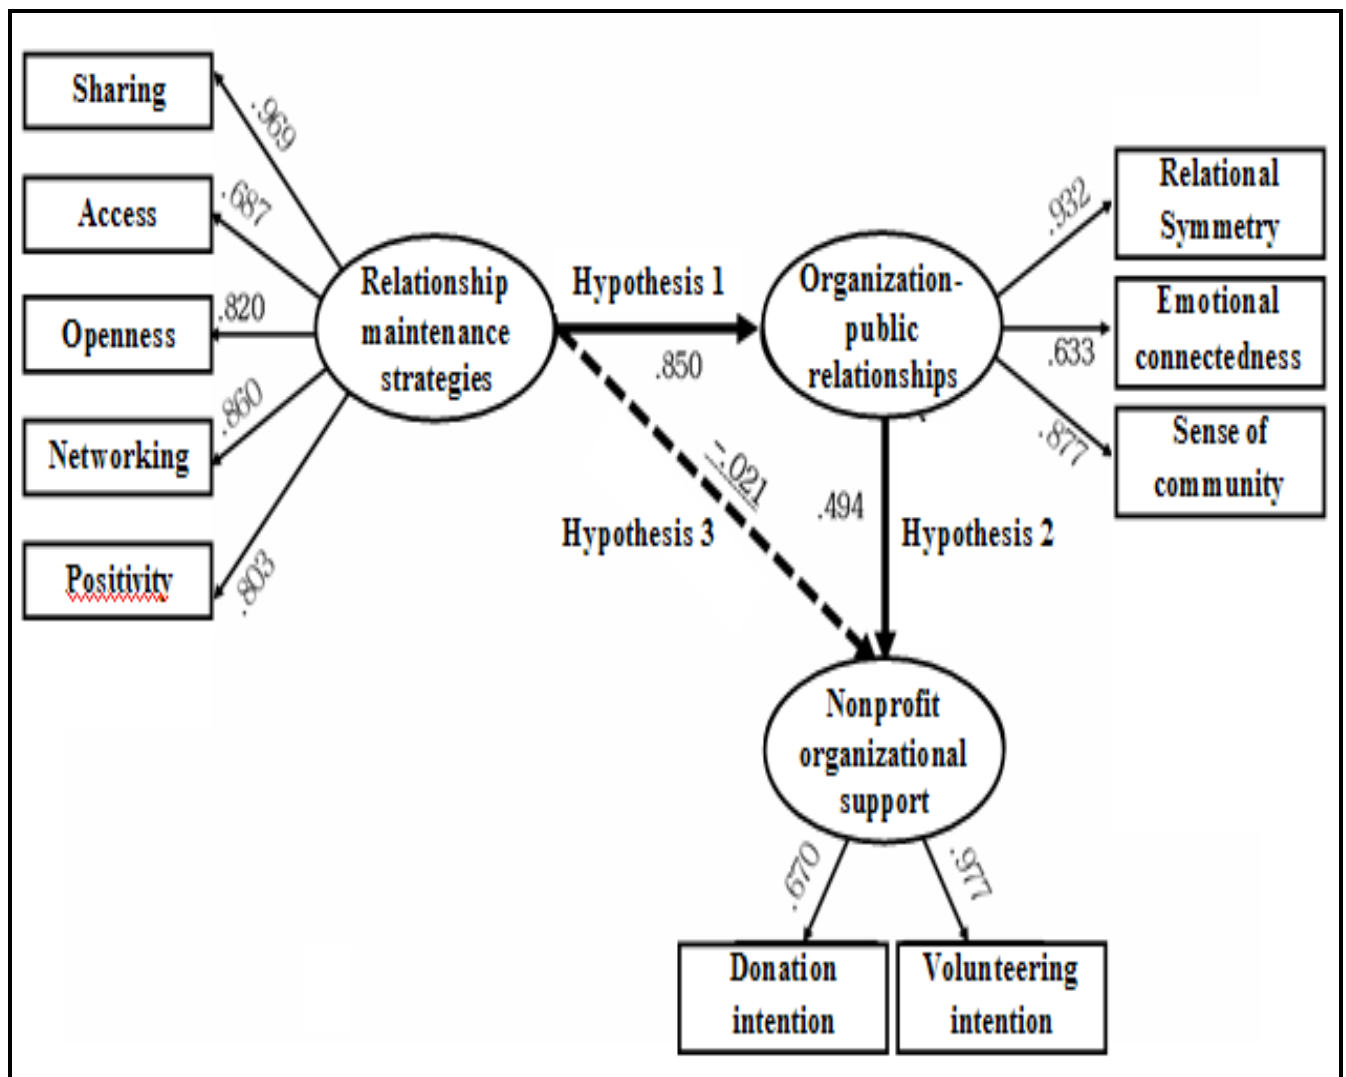 Sharing
.969
Access
.687
Openness
.820
Networking
.860
Positivity
.803
Relationship
maintenance
strategies
Hypothesis 1
.850
Organization-
public
relationships
.932
Relational
Symmetry
.633
Emotional
connectedness
.877
Sense of
community
-.021
Hypothesis 3
.494
Hypothesis 2
Nonprofit
organizational
support
.670
.977
Donation
intention
Volunteering
intention